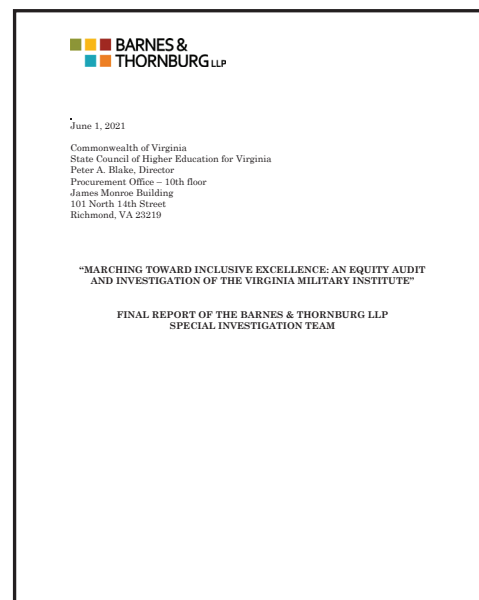 BARNES &
THORNBURG LLP
June 1, 2021
Commonwealth of Virginia
State Council of Higher Education for Virginia
Peter A. Blake, Director
Procurement Office – 10th floor
James Monroe Building
101 North 14th Street
Richmond, VA 23219
“MARCHING TOWARD INCLUSIVE EXCELLENCE: AN EQUITY AUDIT
AND INVESTIGATION OF THE VIRGINIA MILITARY INSTITUTE”
FINAL REPORT OF THE BARNES & THORNBURG LLP
SPECIAL INVESTIGATION TEAM